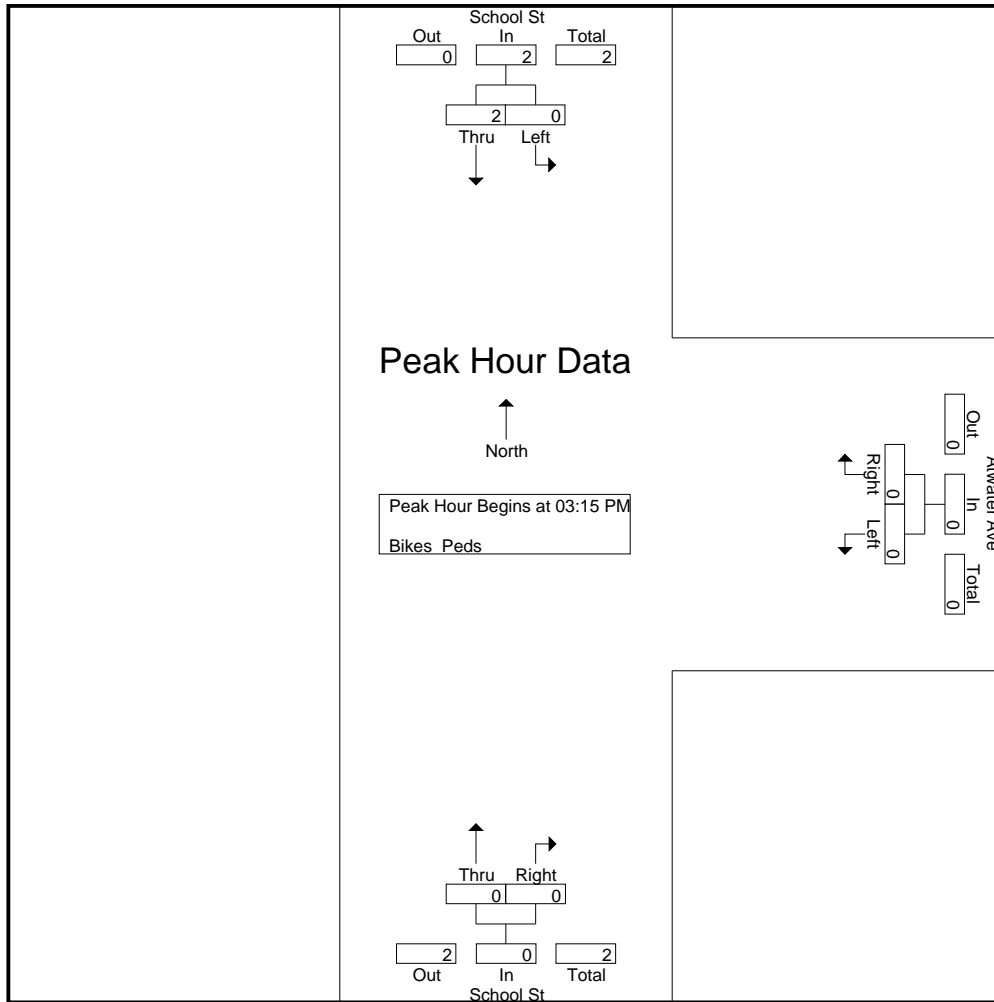 School St
Out In Total
0 2 2
2 0
Thru Left
Peak Hour Data
North
Peak Hour Begins at 03:15 PM
Bikes Peds
Atwater Ave
Out In Total
0 0 0
Right Left
0 0
Thru Right
0 0
2 0 2
Out In Total
School St